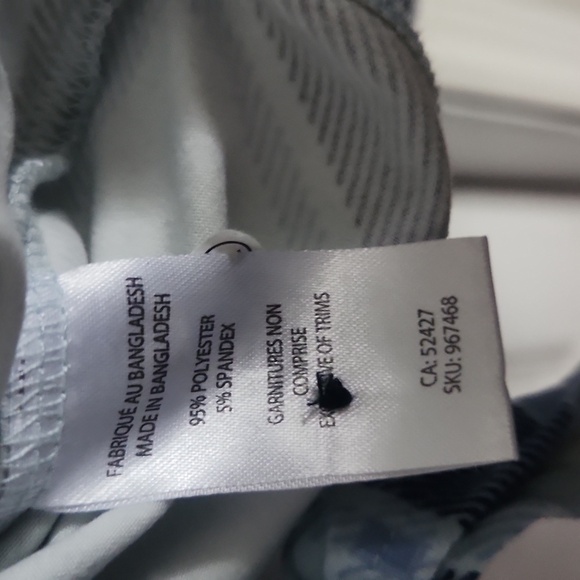 FABRIQUÉ AU BANGLADESH
MADE IN BANGLADESH
95% POLYESTER
5% SPANDEX
GARNITURES NON
COMPRISE
OF TRIMS
CA: 52427
SKU: 967468